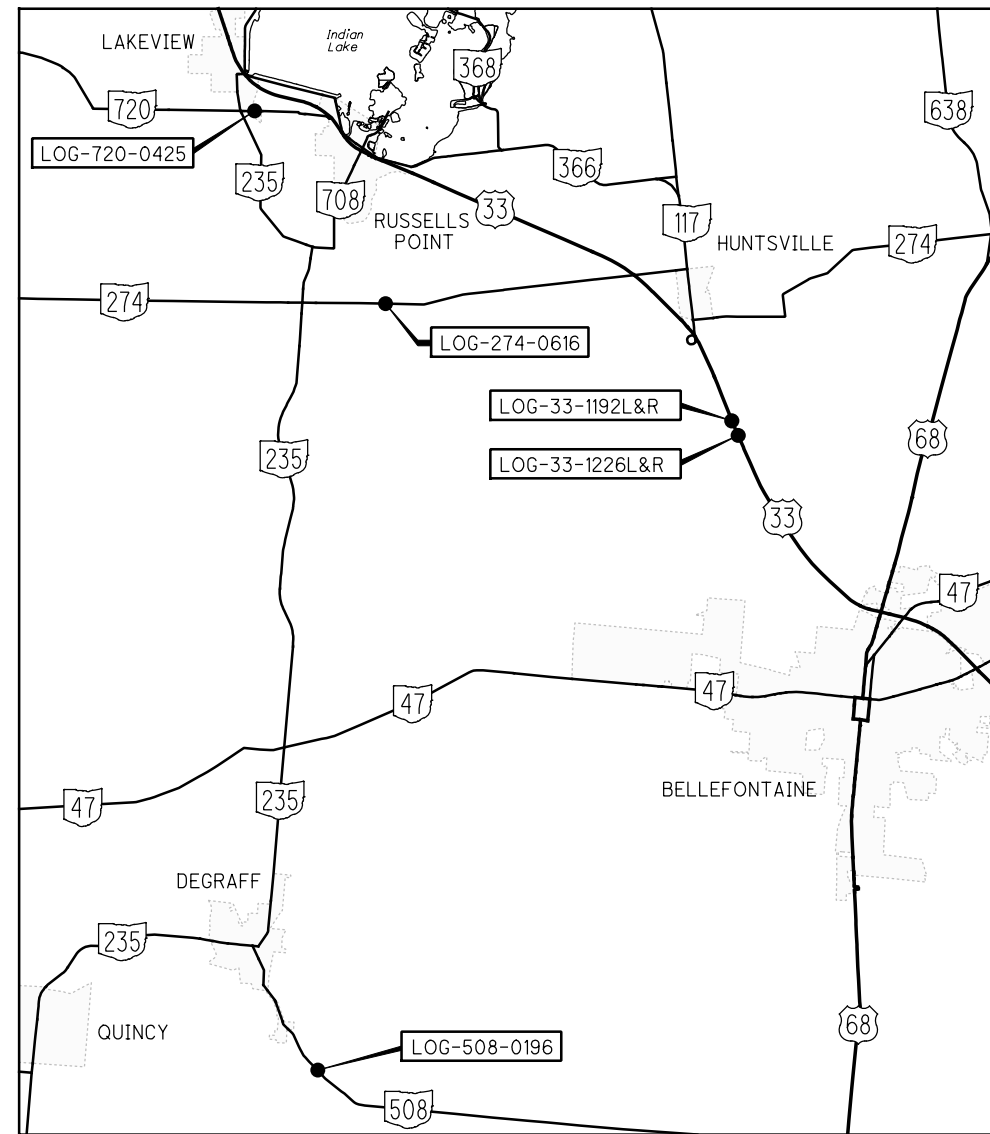 Indian
Lake
LAKEVIEW
368
720
638
LOG-720-0425
366
235
708
33
RUSSELLS
POINT
117
HUNTSVILLE
274
274
LOG-274-0616
LOG-33-1192L&R
LOG-33-1226L&R
68
235
33
47
47
47
BELLEFONTAINE
235
47
DEGRAFF
235
QUINCY
68
LOG-508-0196
508